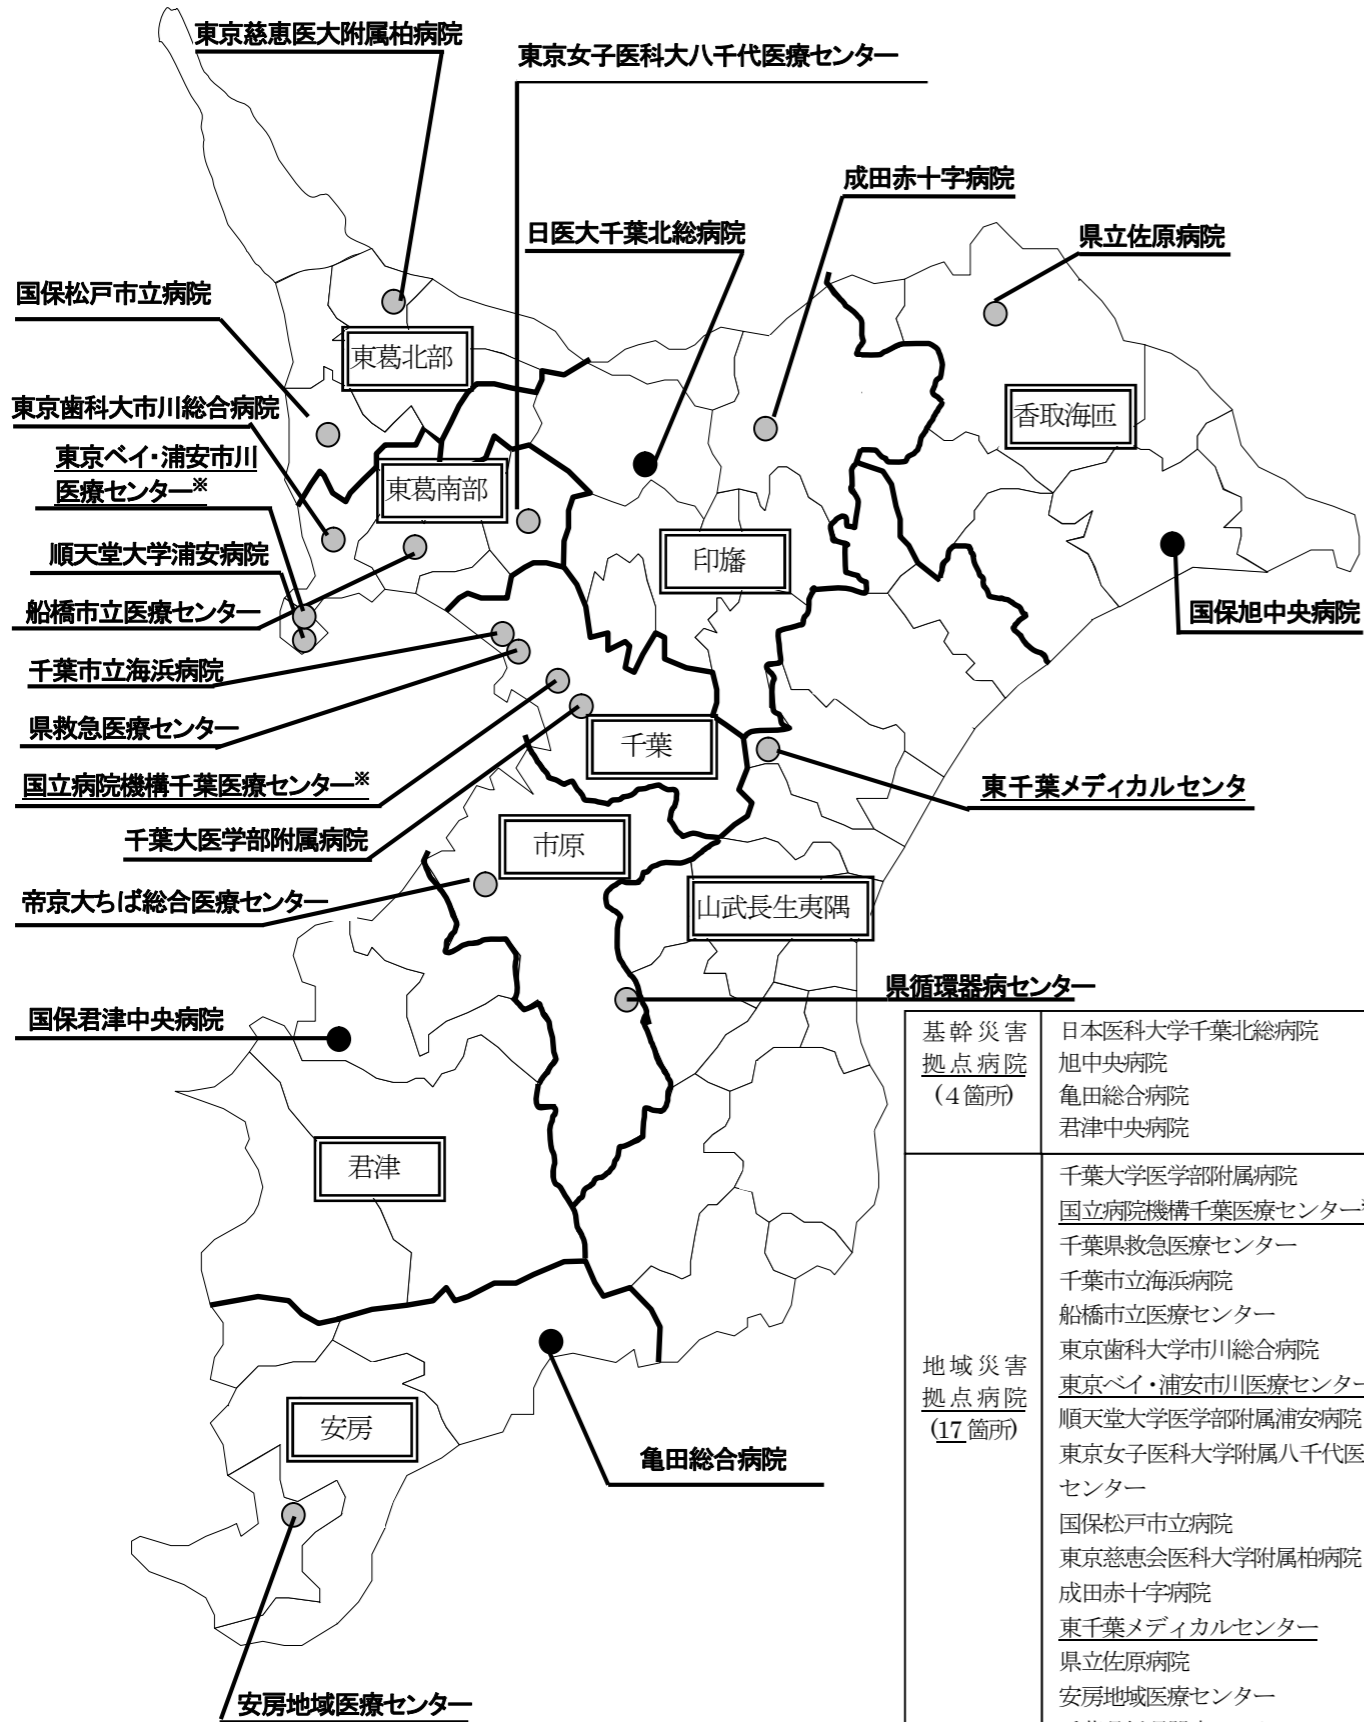 東京慈恵医大附属柏病院
東京女子医科大八千代医療センター
成田赤十字病院
日医大千葉北総病院
県立佐原病院
国保松戸市立病院
東葛北部
香取海匝
東京歯科大市川総合病院
東京ベイ・浦安市川
医療センター※
東葛南部
順天堂大学浦安病院
印旛
船橋市立医療センター
国保旭中央病院
千葉市立海浜病院
県救急医療センター
千葉
国立病院機構千葉医療センター※
東千葉メディカルセンタ
千葉大医学部附属病院
市原
帝京大ちば総合医療センター
山武長生夷隅
県循環器病センター
国保君津中央病院
君津
安房
亀田総合病院
安房地域医療センター
基幹災害
拠点病院
(4箇所)
日本医科大学千葉北総病院
旭中央病院
亀田総合病院
君津中央病院
地域災害
拠点病院
(17箇所)
千葉大学医学部附属病院
国立病院機構千葉医療センター
千葉県救急医療センター
千葉市立海浜病院
船橋市立医療センター
東京歯科大学市川総合病院
東京ベイ・浦安市川医療センター
順天堂大学医学部附属浦安病院
東京女子医科大学附属八千代医
センター
国保松戸市立病院
東京慈恵会医科大学附属柏病院
成田赤十字病院
東千葉メディカルセンター
県立佐原病院
安房地域医療センター